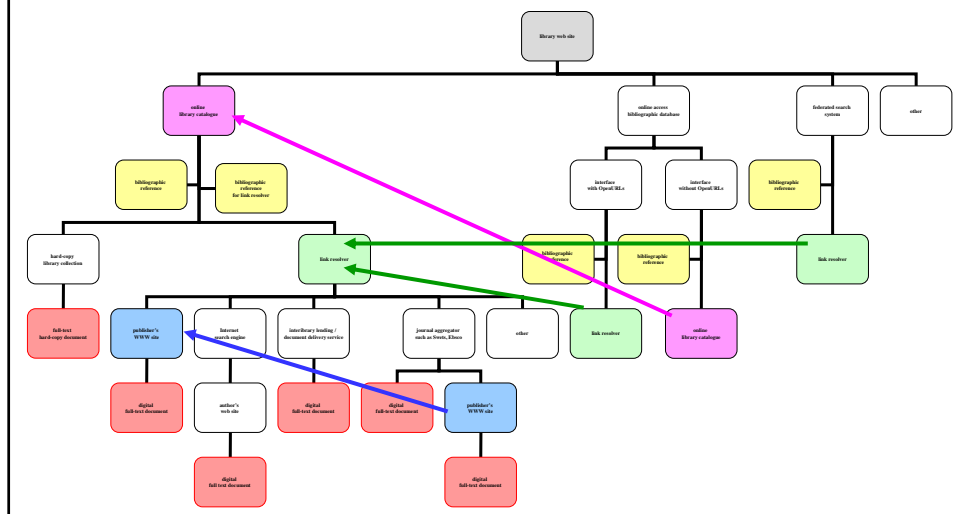 library web site
online
library catalogue
online access
bibliographic database
federated search
system
other
bibliographic
reference
bibliographic
reference
for link resolver
interface
with OpenURLs
interface
without OpenURLs
bibliographic
reference
hard-copy
library collection
link resolver
bibliographic
reference
bibliographic
reference
link resolver
full-text
hard-copy document
publisher's
WWW site
Internet
search engine
interibrary lending /
document delivery service
journal aggregator
such as Swets, Ebsco
other
link resolver
online
library catalogue
digital
full-text document
author's
web site
digital
full-text document
digital
full-text document
publisher's
WWW site
digital
full text document
digital
full-text document